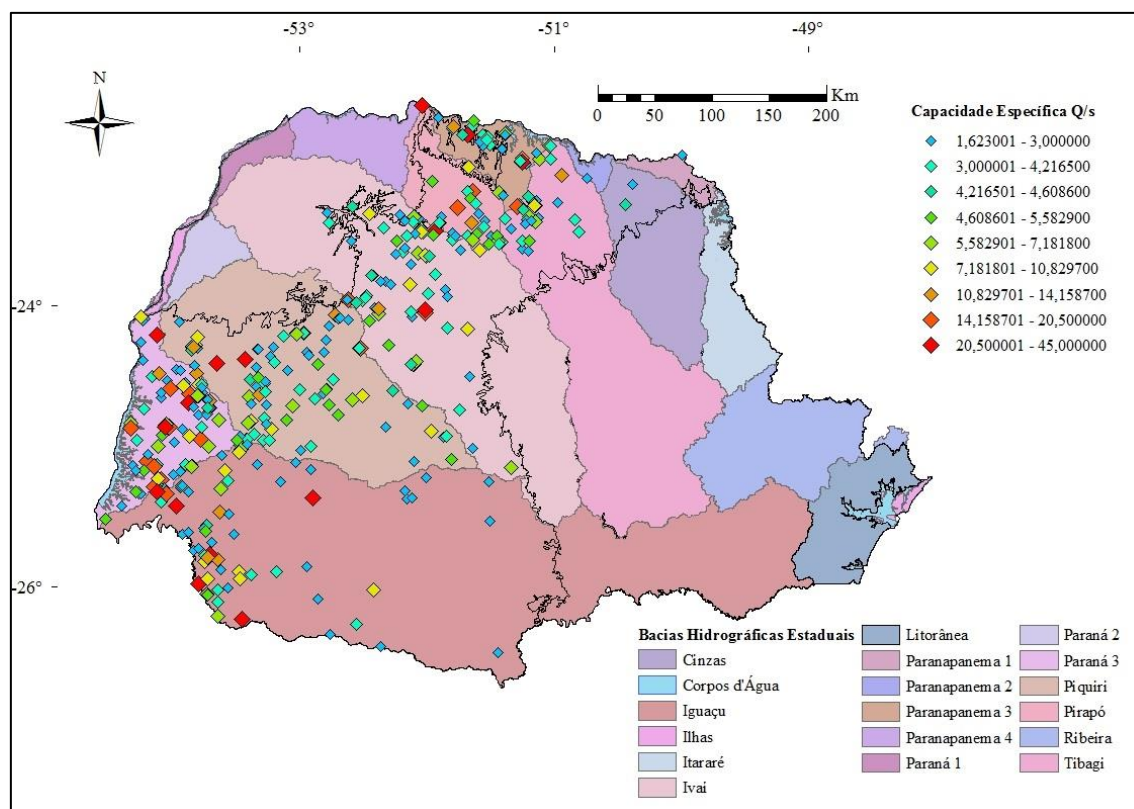 -53°
-51°
-49°
N
Km
0 50 100 150 200
Capacidade Específica Q/s
1,623001 - 3,000000
3,000001 - 4,216500
4,216501 - 4,608600
4,608601 - 5,582900
5,582901 - 7,181800
7,181801 - 10,829700
10,829701 - 14,158700
14,158701 - 20,500000
20,500001 - 45,000000
-24°
-26°
Bacias Hidrográficas Estaduais
Cinzas
Corpos d'Água
Iguaçu
Ilhas
Itararé
Ivai
Litorânea
Paranapanema 1
Paranapanema 2
Paranapanema 3
Paranapanema 4
Paraná 1
Paraná 2
Paraná 3
Piquiri
Pirapó
Ribeira
Tibagi